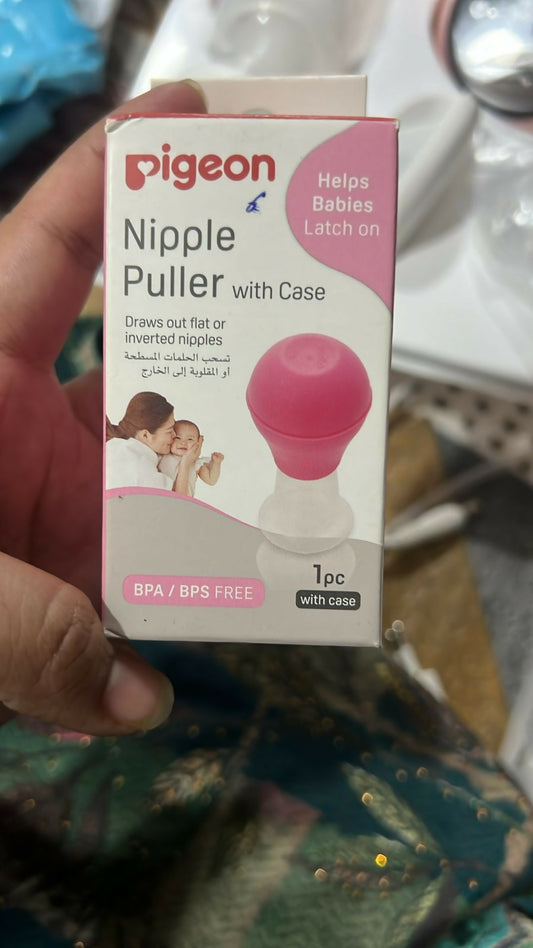 pigeon
Helps
Babies
Latch on
Nipple
Puller with Case
Draws out flat or
inverted nipples
تسحب الحلمات المسطحة
أو المقلوبة إلى الخارج
BPA / BPS FREE
1pc
with case